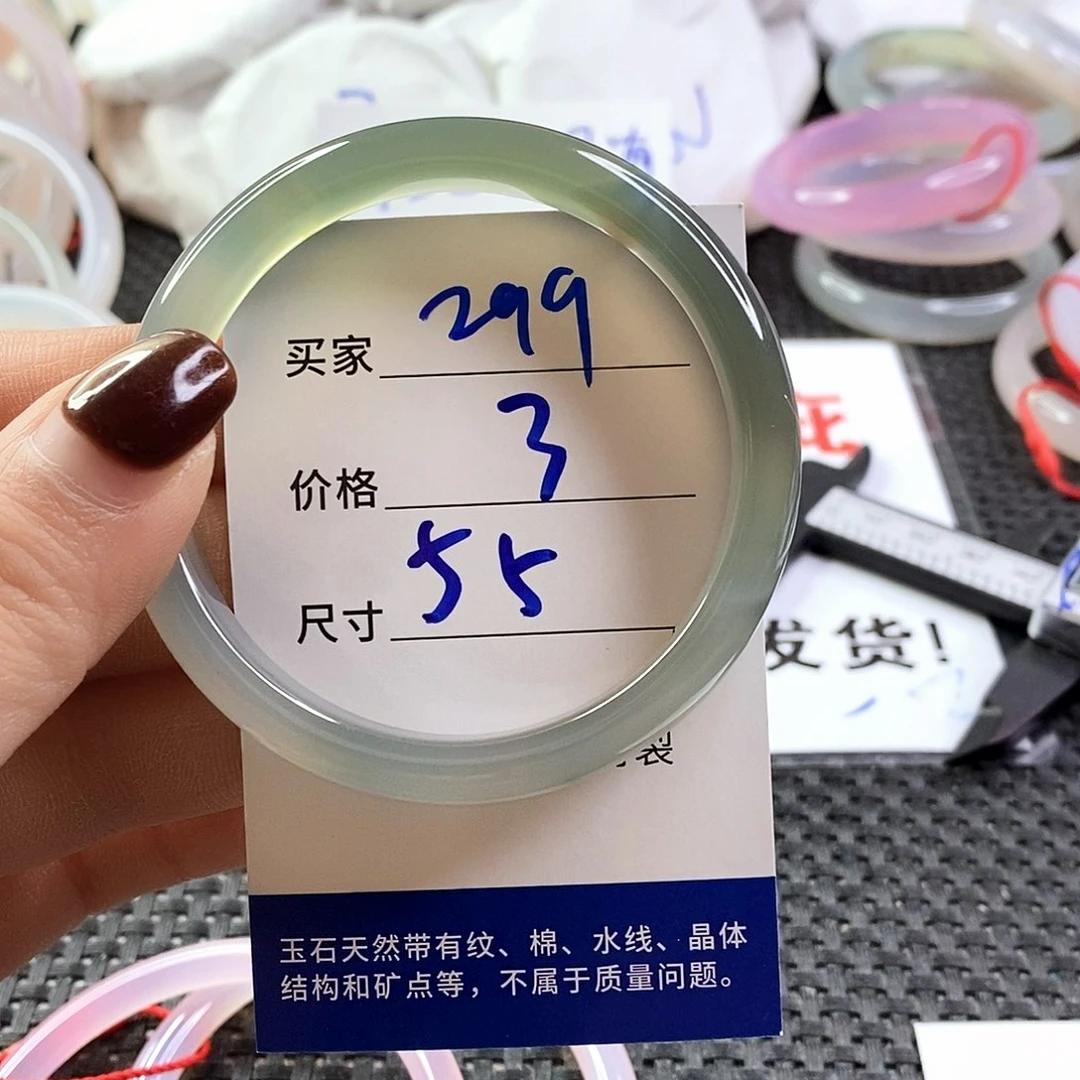 买家 299
价格 3
尺寸 55
制
玉石天然带有纹、棉、水线、晶体
结构和矿点等，不属于质量问题。
发货！